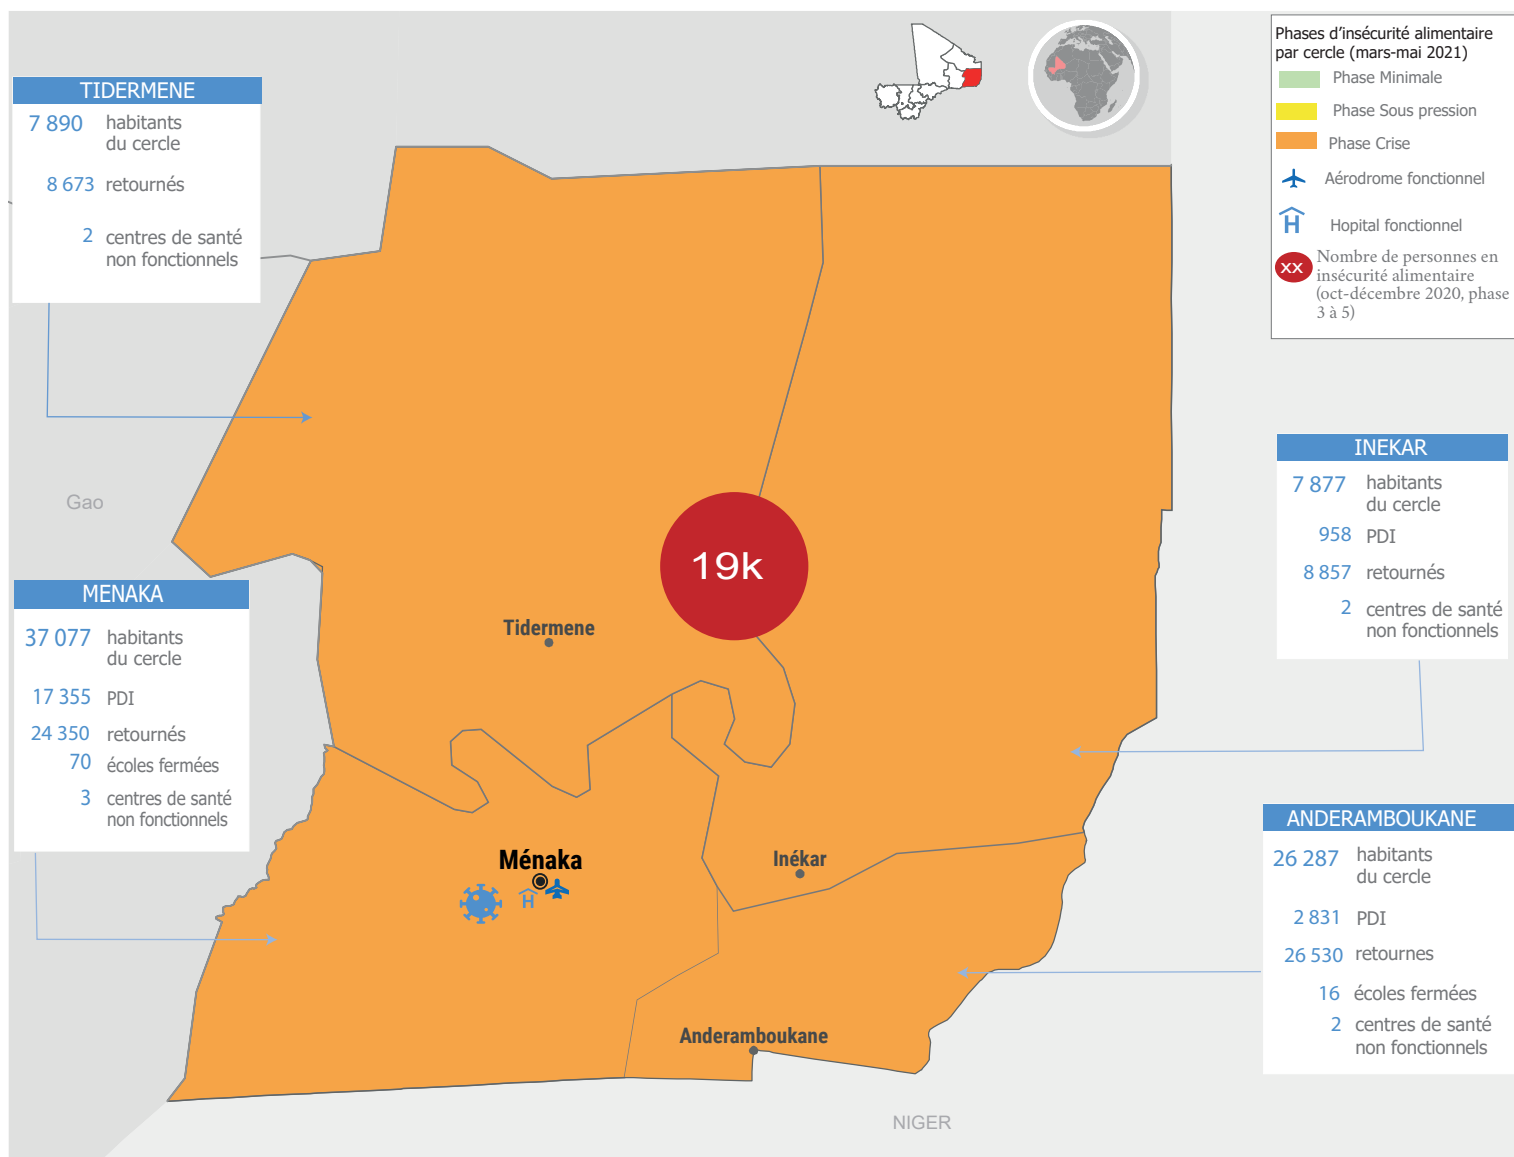 TIDERMENE
7 890 habitants
du cercle
8 673 retournés
2 centres de santé
non fonctionnels
Phases d'insécurité alimentaire
par cercle (mars-mai 2021)
Phase Minimale
Phase Sous pression
Phase Crise
Aérodrome fonctionnel
H Hopital fonctionnel
xx Nombre de personnes en
insécurité alimentaire
(oct-décembre 2020, phase
3 à 5)
Gao
MENAKA
37 077 habitants
du cercle
17 355 PDI
24 350 retournés
70 écoles fermées
3 centres de santé
non fonctionnels
19k
Tidermene
Ménaka
H
Inékar
Anderamboukane
NIGER
INEKAR
7 877 habitants
du cercle
958 PDI
8 857 retournés
2 centres de santé
non fonctionnels
ANDERAMBOUKANE
26 287 habitants
du cercle
2 831 PDI
26 530 retournes
16 écoles fermées
2 centres de santé
non fonctionnels